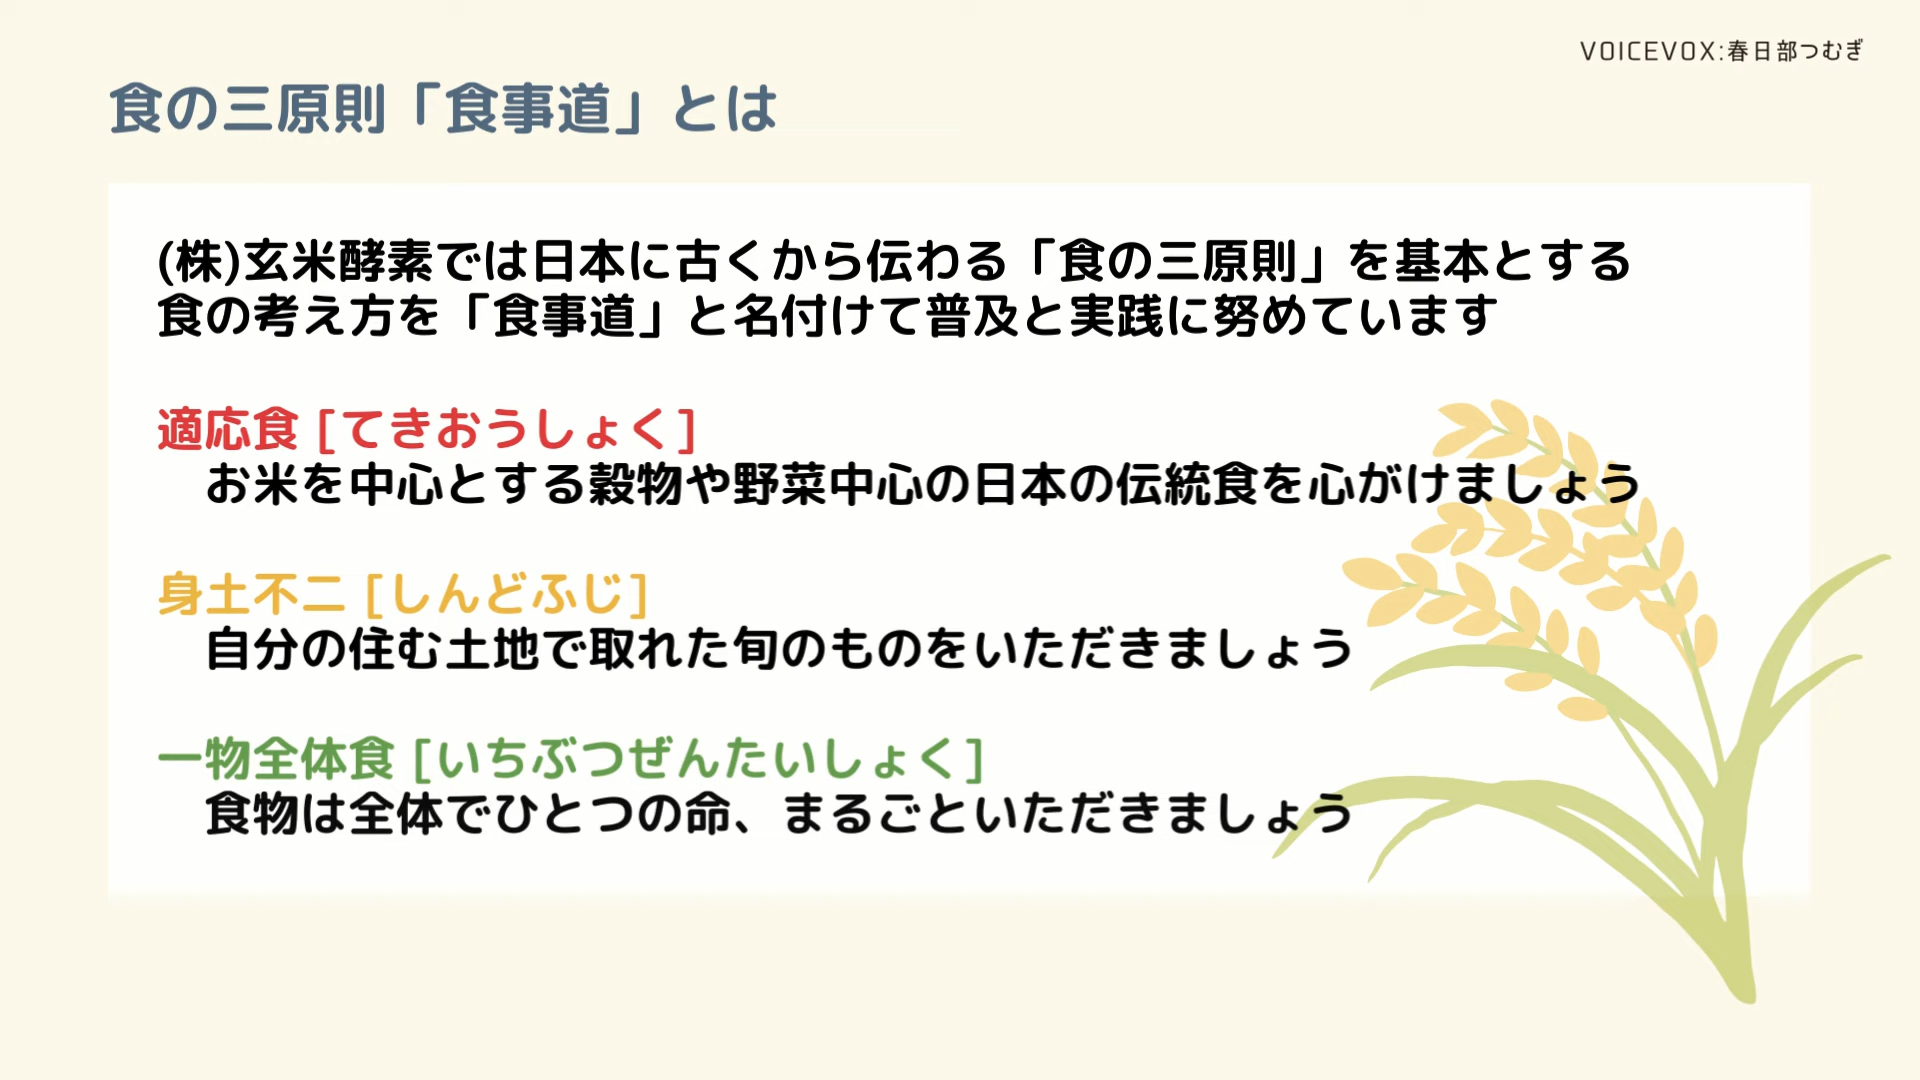 VOICEVOX:春日部つむぎ
食の三原則「食事道」とは
(株)玄米酵素では日本に古くから伝わる「食の三原則」を基本とする
食の考え方を「食事道」と名付けて普及と実践に努めています
適応食 [てきおうしょく]
お米を中心とする穀物や野菜中心の日本の伝統食を心がけましょう
身土不二 [しんどふじ]
自分の住む土地で取れた旬のものをいただきましょう
一物全体食 [いちぶつぜんたいしょく]
食物は全体でひとつの命、まるごといただきましょう